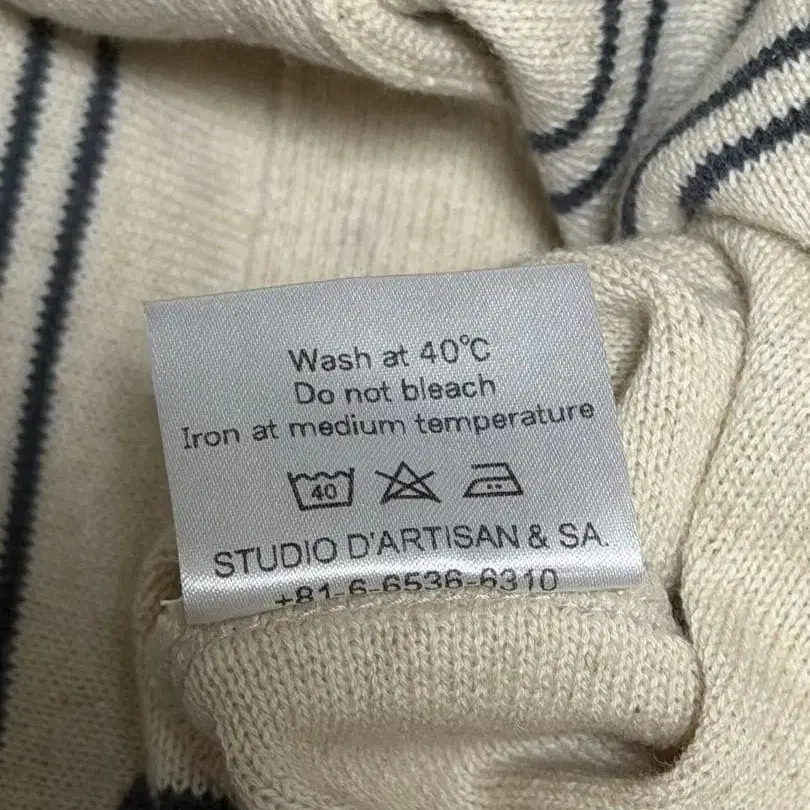 Wash at 40℃
Do not bleach
Iron at medium temperature
40
STUDIO D'ARTISAN & SA.
+81-6-6536-6310